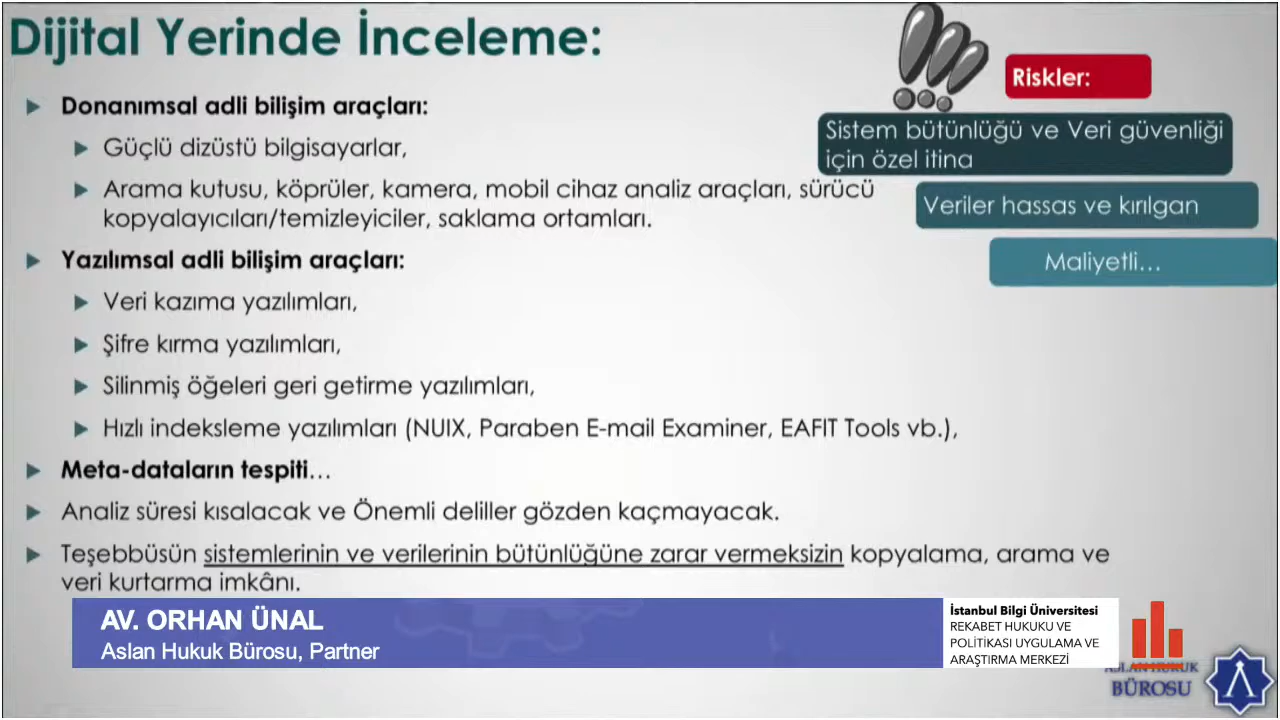 Dijital Yerinde İnceleme:
Donanımsal adli bilişim araçları:
Güçlü dizüstü bilgisayarlar,
Arama kutusu, köprüler, kamera, mobil cihaz analiz araçları, sürücü
kopyalayıcıları/temizleyiciler, saklama ortamları.
Yazılımsal adli bilişim araçları:
Veri kazıma yazılımları,
Şifre kırma yazılımları,
Silinmiş öğeleri geri getirme yazılımları,
Hızlı indeksleme yazılımları (NUIX, Paraben E-mail Examiner, EAFIT Tools vb.),
Meta-dataların tespiti…
Analiz süresi kısalacak ve Önemli deliller gözden kaçmayacak.
Teşebbüsün sistemlerinin ve verilerinin bütünlüğüne zarar vermeksizin kopyalama, arama ve
veri kurtarma imkânı.
Riskler:
Sistem bütünlüğü ve Veri güvenliği
için özel itina
Veriler hassas ve kırılgan
Maliyetli…
AV. ORHAN ÜNAL
Aslan Hukuk Bürosu, Partner
İstanbul Bilgi Üniversitesi
REKABET HUKUKU VE
POLİTİKASI UYGULAMA VE
ARAŞTIRMA MERKEZİ
ASLAN HUKUK
BÜROSU